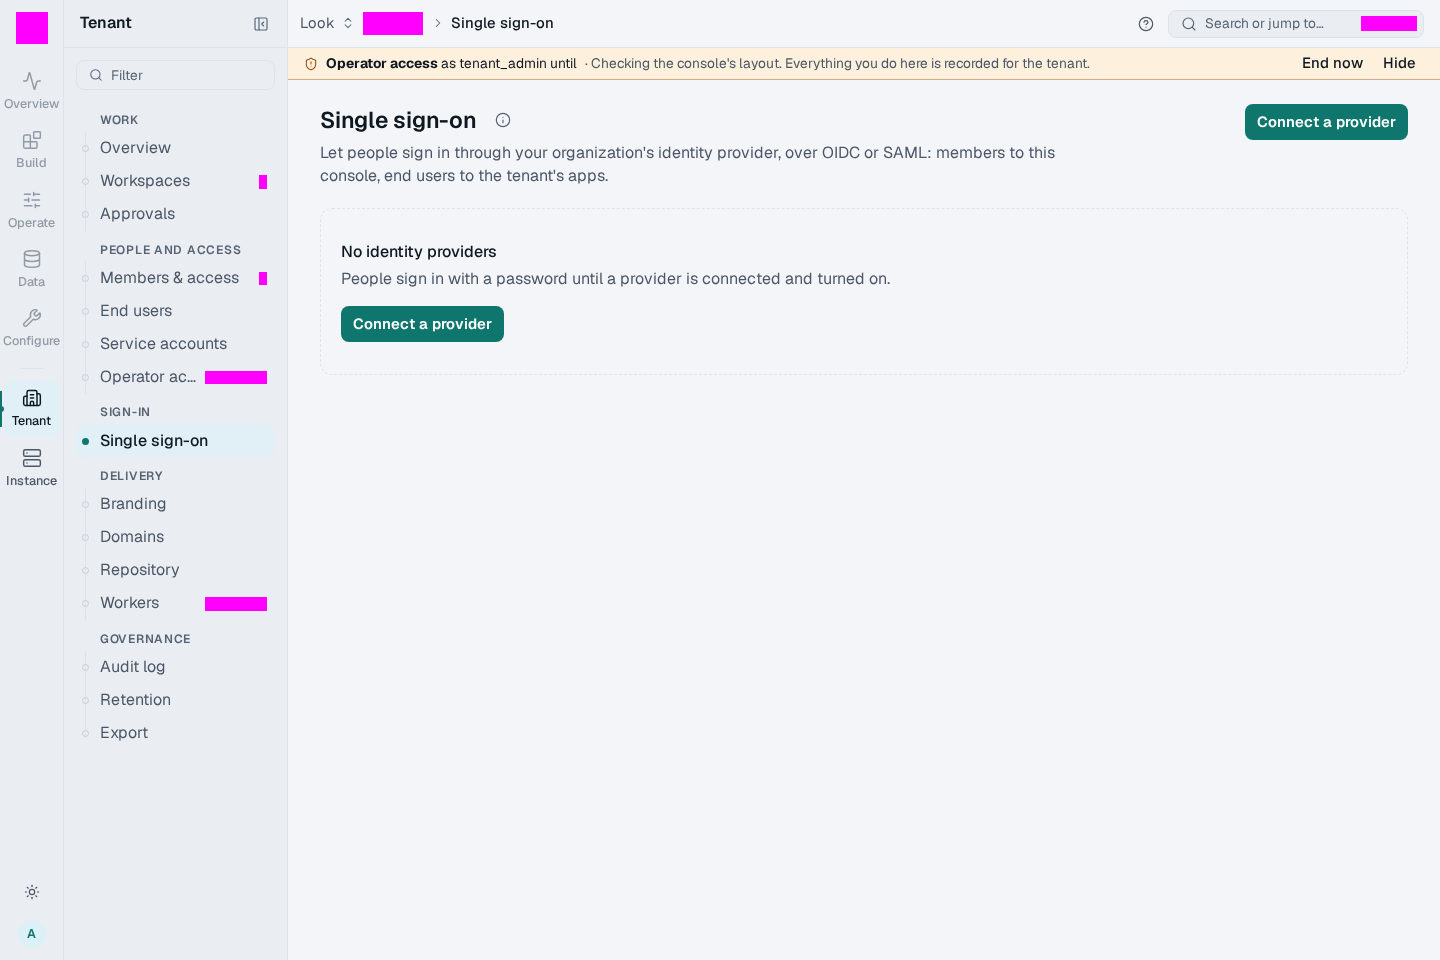 Tenant
Look
Single sign-on
Search or jump to...
Operator access as tenant_admin until · Checking the console's layout. Everything you do here is recorded for the tenant.
End now
Hide
Overview
Build
Operate
Data
Configure
Tenant
Instance
A
Filter
WORK
Overview
Workspaces
Approvals
PEOPLE AND ACCESS
Members & access
End users
Service accounts
Operator ac...
SIGN-IN
Single sign-on
DELIVERY
Branding
Domains
Repository
Workers
GOVERNANCE
Audit log
Retention
Export
Single sign-on
Connect a provider
Let people sign in through your organization's identity provider, over OIDC or SAML: members to this
console, end users to the tenant's apps.
No identity providers
People sign in with a password until a provider is connected and turned on.
Connect a provider